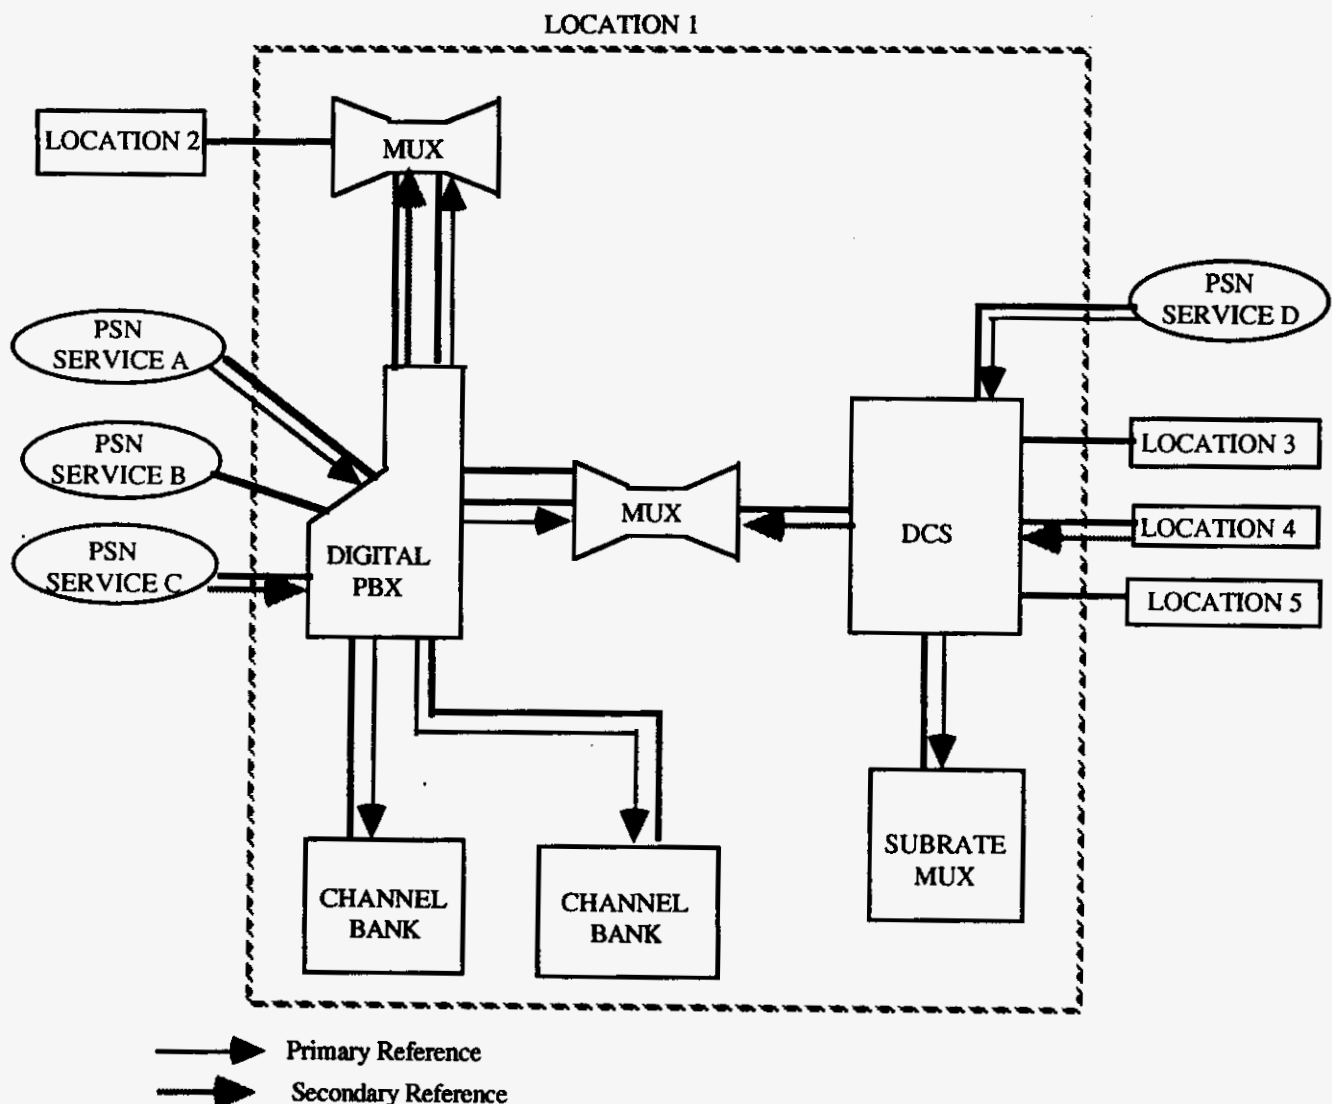 LOCATION 1
LOCATION 2
MUX
PSN
SERVICE A
PSN
SERVICE B
PSN
SERVICE C
DIGITAL
PBX
MUX
DCS
PSN
SERVICE D
LOCATION 3
LOCATION 4
LOCATION 5
CHANNEL
BANK
CHANNEL
BANK
SUBRATE
MUX
Primary Reference
Secondary Reference